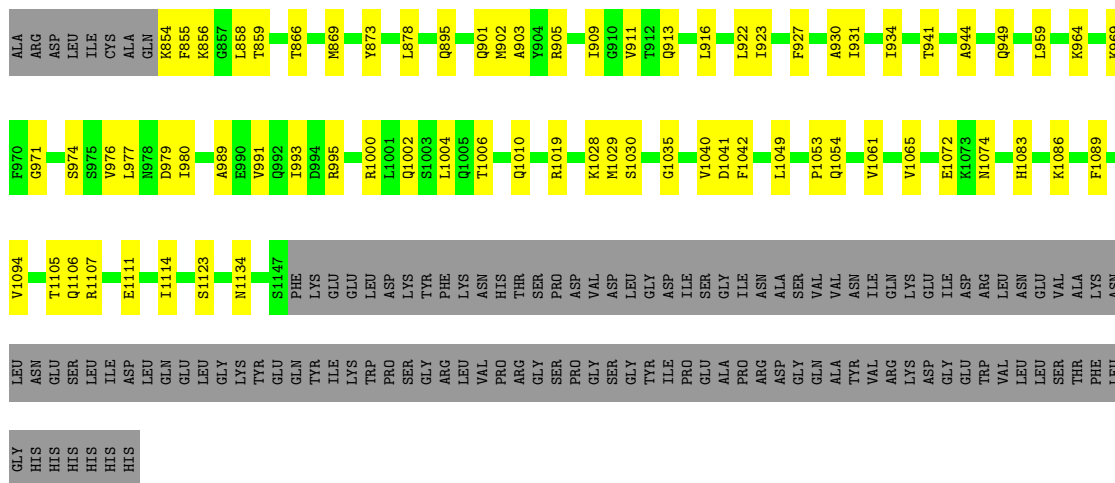 ALA ARG ASP LEU ILE CYS ALA GLN K854 F855 K856 G857 L858 T859 T866 M869 Y873 L878 Q895 Q901 M902 A903 Y904 R905 I909 G910 V911 T912 Q913 L916 L922 I923 F927 A930 I931 I934 T941 A944 Q949 L959 K964 K969
F970 G971 S974 S975 V976 L977 N978 D979 I980 A989 E990 V991 Q992 I993 D994 R995 R1000 L1001 Q1002 S1003 L1004 Q1005 T1006 Q1010 R1019 K1028 M1029 S1030 G1035 V1040 D1041 F1042 L1049 P1053 Q1054 V1061 V1065 E1072 K1073 N1074 H1083 K1086 F1089
V1094 T1105 Q1106 R1107 E1111 I1114 S1123 N1134 S1147 PHE LYS GLU GLU LEU ASP LYS TYR PHE LYS ASN HIS THR SER PRO ASP VAL ASP LEU GLY ASP ILE SER GLY ILE ASN ALA SER VAL VAL ASN ILE GLN LYS GLU ILE ASP ARG LEU ASN GLU VAL ALA LYS ASN
LEU ASN GLU SER LEU ILE ASP LEU GLN GLU LEU GLY LYS TYR GLU GLN TYR ILE LYS TRP PRO SER GLY ARG LEU VAL PRO ARG GLY SER PRO GLY SER GLY TYR ILE PRO GLU ALA PRO ARG ASP GLY GLN ALA TYR VAL ARG LYS ASP GLY GLU TRP VAL LEU LEU SER THR PHE LEU
GLY HIS HIS HIS HIS HIS HIS